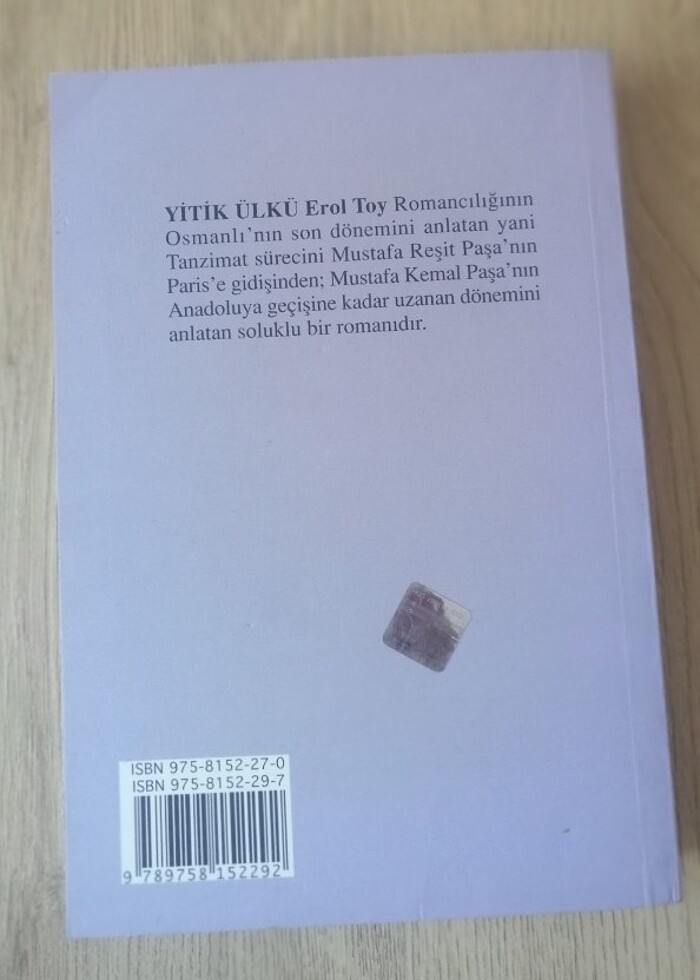 YİTİK ÜLKÜ Erol Toy Romancılığının
Osmanlı’nın son dönemini anlatan yani
Tanzimat sürecini Mustafa Reşit Paşa’nın
Paris’e gidişinden; Mustafa Kemal Paşa’nın
Anadoluya geçişine kadar uzanan dönemini
anlatan soluklu bir romanıdır.
ISBN 975-8152-27-0
ISBN 975-8152-29-7
9 789758 152292